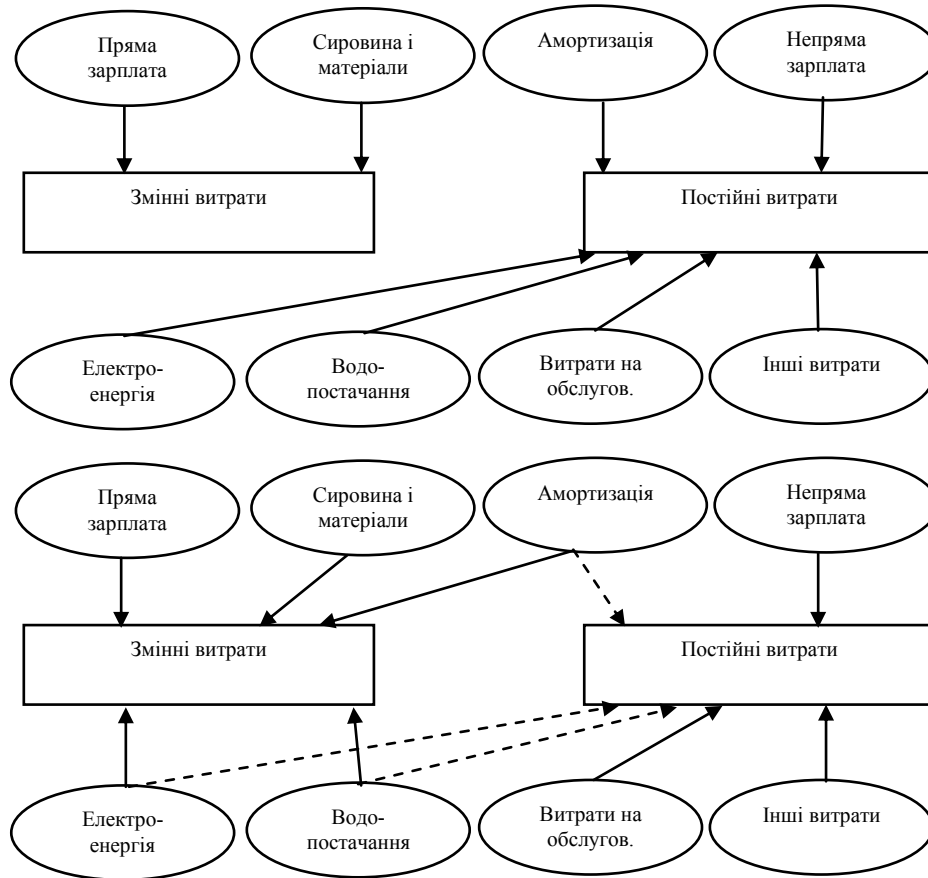 Пряма
зарплата
Сировина і
матеріали
Амортизація
Непряма
зарплата
Змінні витрати
Постійні витрати
Електро-
енергія
Водо-
постачання
Витрати на
обслугов.
Інші витрати
Пряма
зарплата
Сировина і
матеріали
Амортизація
Непряма
зарплата
Змінні витрати
Постійні витрати
Електро-
енергія
Водо-
постачання
Витрати на
обслугов.
Інші витрати